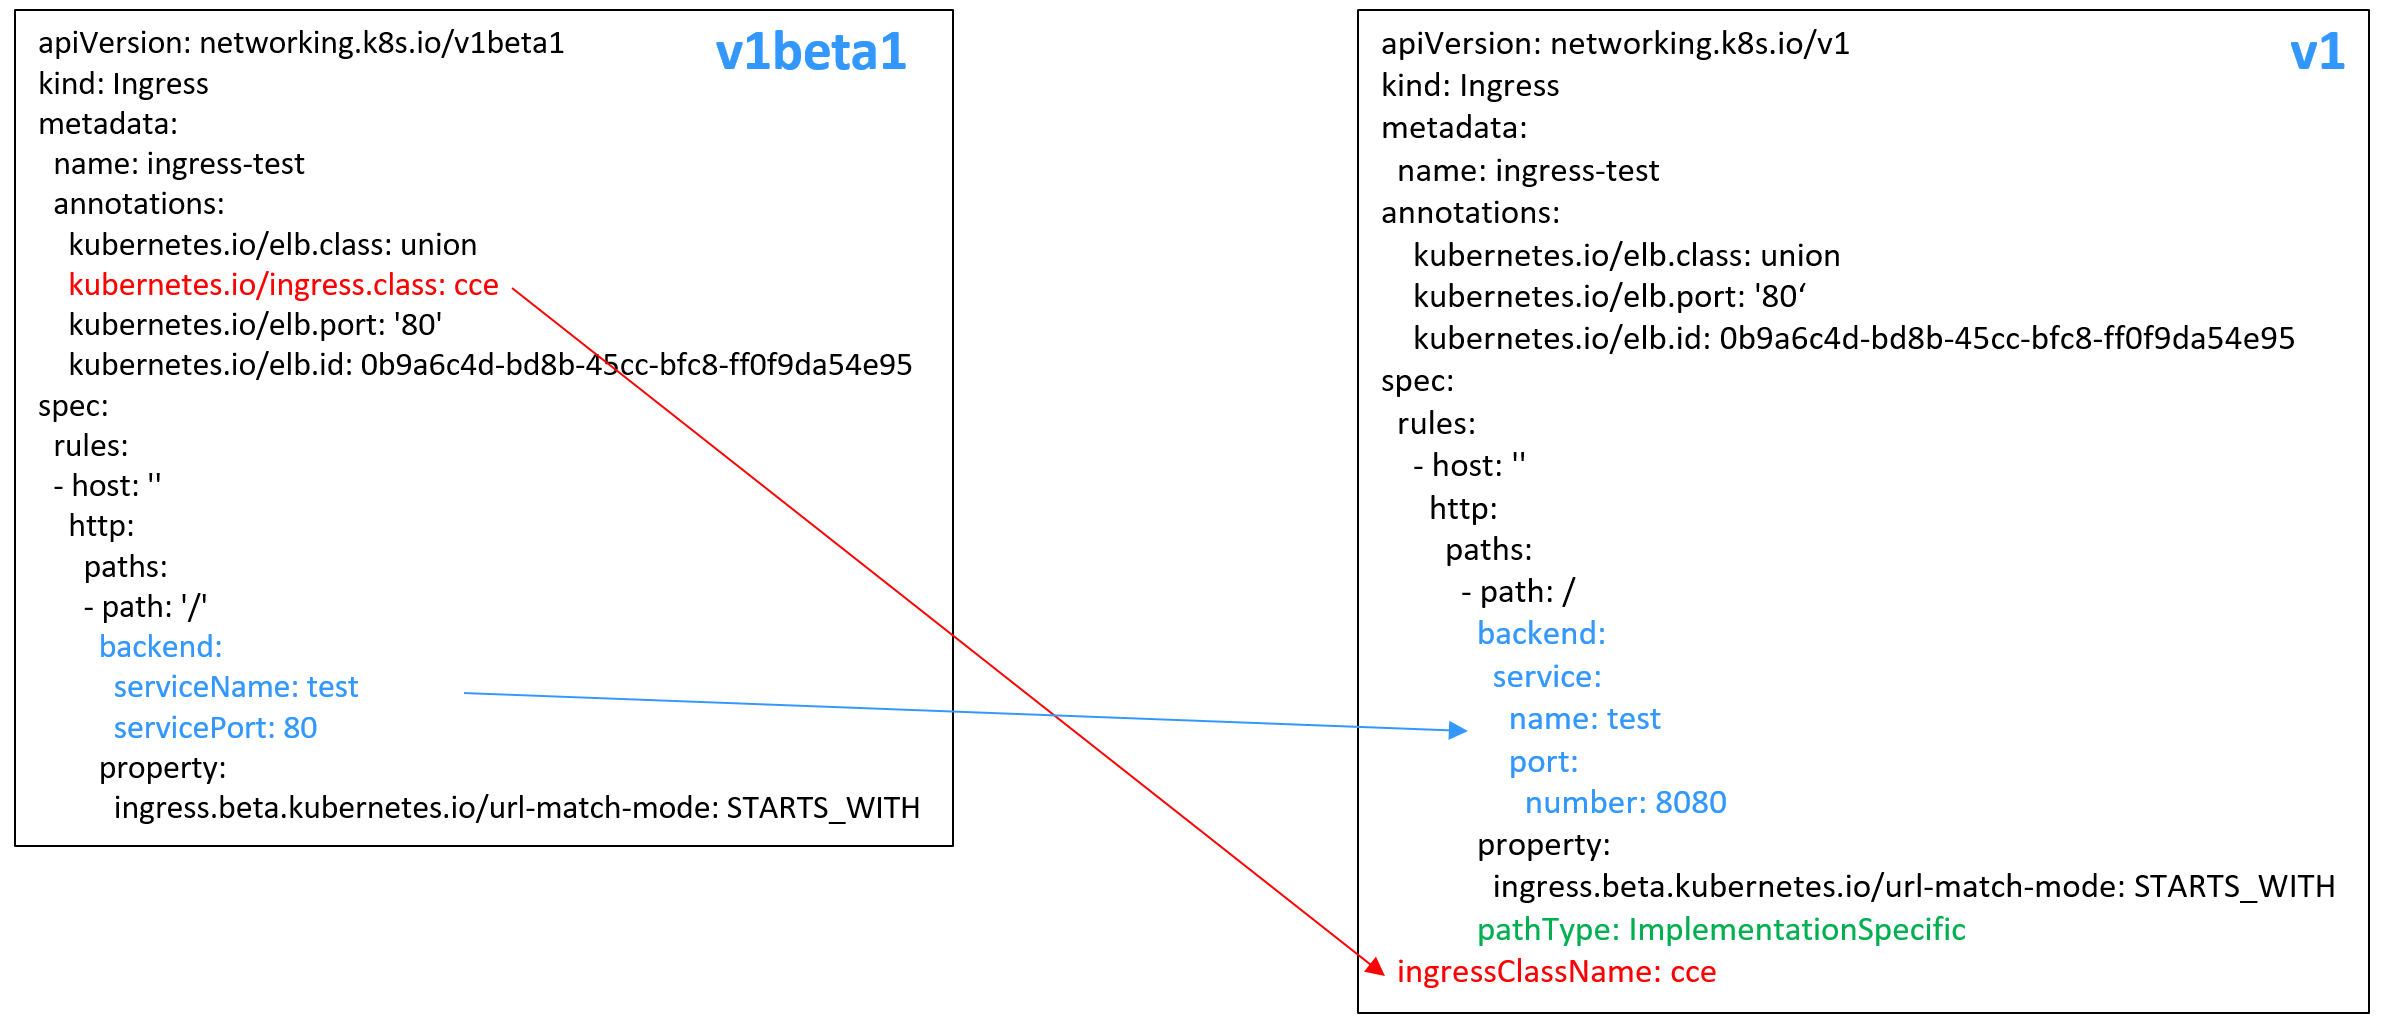 v1beta1
apiVersion: networking.k8s.io/v1beta1
kind: Ingress
metadata:
  name: ingress-test
  annotations:
    kubernetes.io/elb.class: union
    kubernetes.io/ingress.class: cce
    kubernetes.io/elb.port: '80'
    kubernetes.io/elb.id: 0b9a6c4d-bd8b-45cc-bfc8-ff0f9da54e95
spec:
  rules:
  - host: ''
    http:
      paths:
      - path: '/'
        backend:
          serviceName: test
          servicePort: 80
        property:
          ingress.beta.kubernetes.io/url-match-mode: STARTS_WITH
v1
apiVersion: networking.k8s.io/v1
kind: Ingress
metadata:
  name: ingress-test
annotations:
    kubernetes.io/elb.class: union
    kubernetes.io/elb.port: '80‘
    kubernetes.io/elb.id: 0b9a6c4d-bd8b-45cc-bfc8-ff0f9da54e95
spec:
  rules:
    - host: ''
      http:
        paths:
          - path: /
            backend:
              service:
                name: test
                port:
                  number: 8080
            property:
              ingress.beta.kubernetes.io/url-match-mode: STARTS_WITH
            pathType: ImplementationSpecific
  ingressClassName: cce